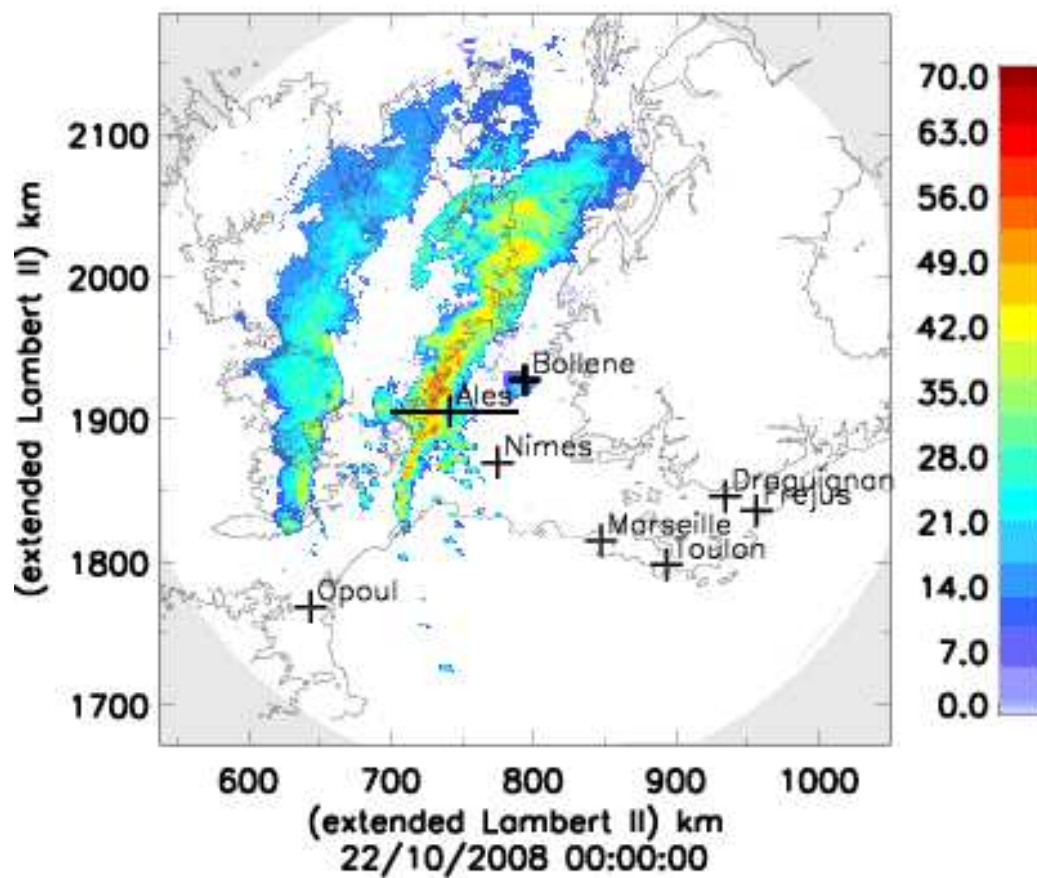 70.0
63.0
56.0
49.0
42.0
35.0
28.0
21.0
14.0
7.0
0.0
(extended Lambert II) km
2100
2000
1900
1800
1700
Bollene
Ales
Nimes
Draguignan
Frejus
Marseille
Toulon
Opoul
600 700 800 900 1000
(extended Lambert II) km
22/10/2008 00:00:00